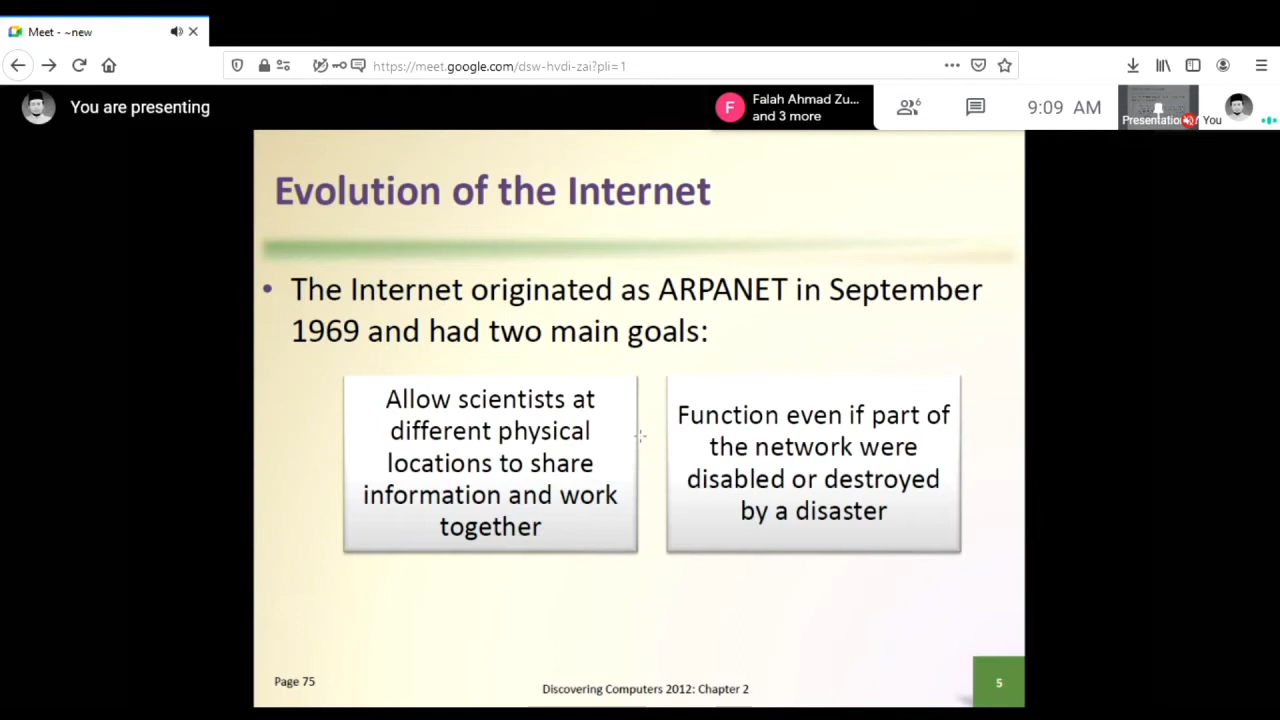 Meet - ~new
https://meet.google.com/dsw-hvdi-zai?pli=1
You are presenting
F
Falah Ahmad Zu...
and 3 more
6
9:09 AM
Presentation
You
Evolution of the Internet
• The Internet originated as ARPANET in September
1969 and had two main goals:
Allow scientists at
different physical
locations to share
information and work
together
Function even if part of
the network were
disabled or destroyed
by a disaster
Page 75
Discovering Computers 2012: Chapter 2
5